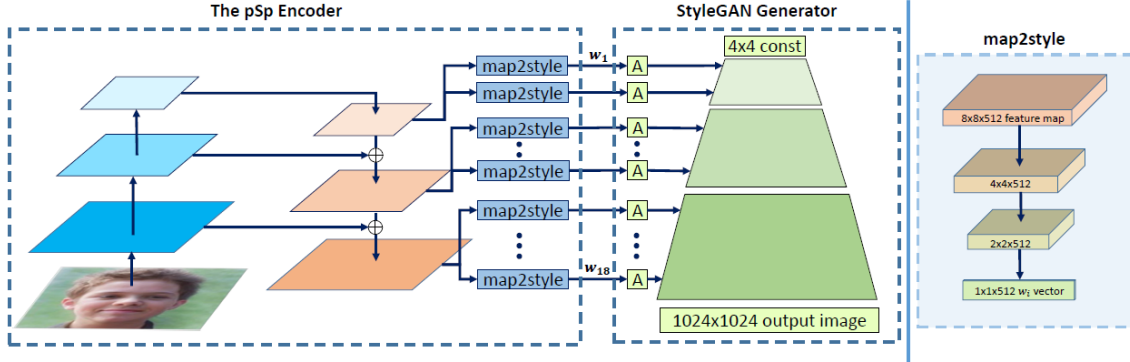 The pSp Encoder
StyleGAN Generator
map2style
4x4 const
map2style
w₁
A
map2style
A
map2style
A
map2style
A
map2style
A
map2style
w₁₈
A
1024x1024 output image
8x8x512 feature map
4x4x512
2x2x512
1x1x512 wᵢ vector